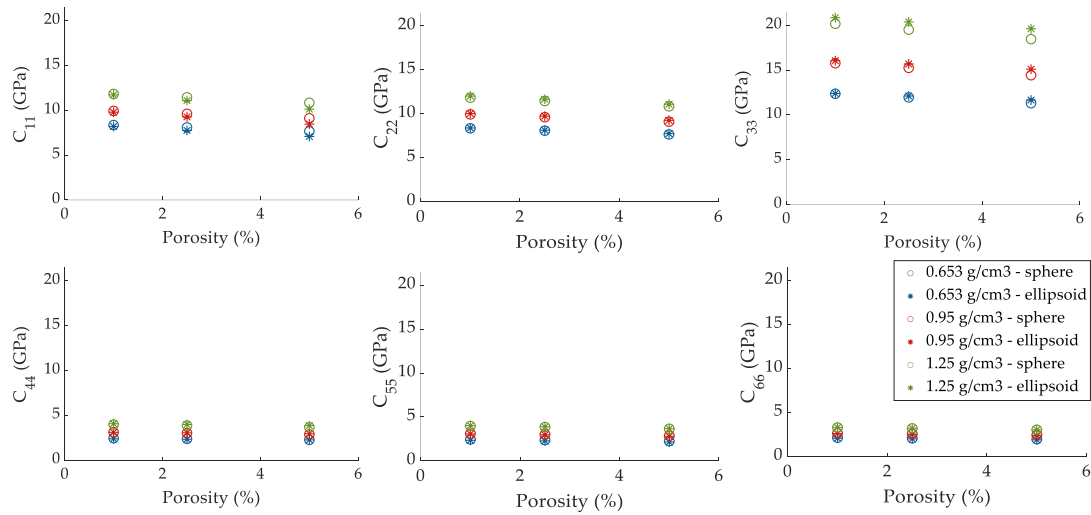 20
15
10
5
0
C11 (GPa)
0 2 4 6
Porosity (%)
20
15
10
5
0
C22 (GPa)
0 2 4 6
Porosity (%)
20
15
10
5
0
C33 (GPa)
0 2 4 6
Porosity (%)
20
15
10
5
0
C44 (GPa)
0 2 4 6
Porosity (%)
20
15
10
5
0
C55 (GPa)
0 2 4 6
Porosity (%)
20
15
10
5
0
C66 (GPa)
0 2 4 6
Porosity (%)
0.653 g/cm3 - sphere
0.653 g/cm3 - ellipsoid
0.95 g/cm3 - sphere
0.95 g/cm3 - ellipsoid
1.25 g/cm3 - sphere
1.25 g/cm3 - ellipsoid